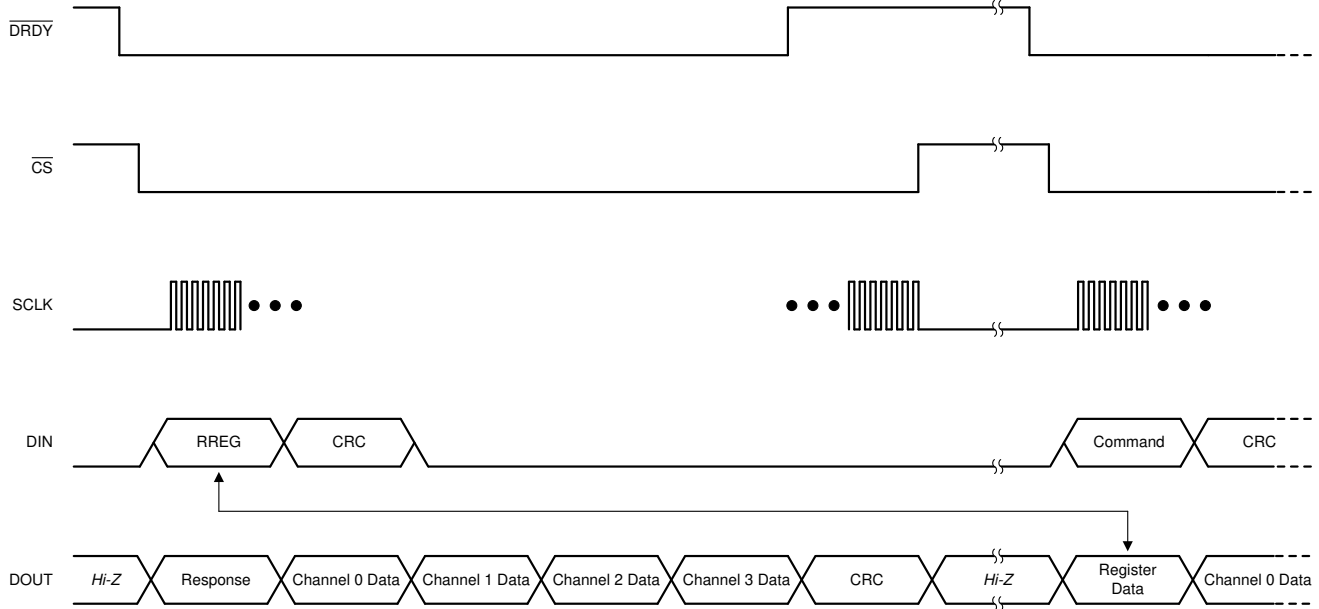 DRDY
CS
SCLK
DIN
RREG
CRC
Command
CRC
DOUT
Hi-Z
Response
Channel 0 Data
Channel 1 Data
Channel 2 Data
Channel 3 Data
CRC
Hi-Z
Register
Data
Channel 0 Data